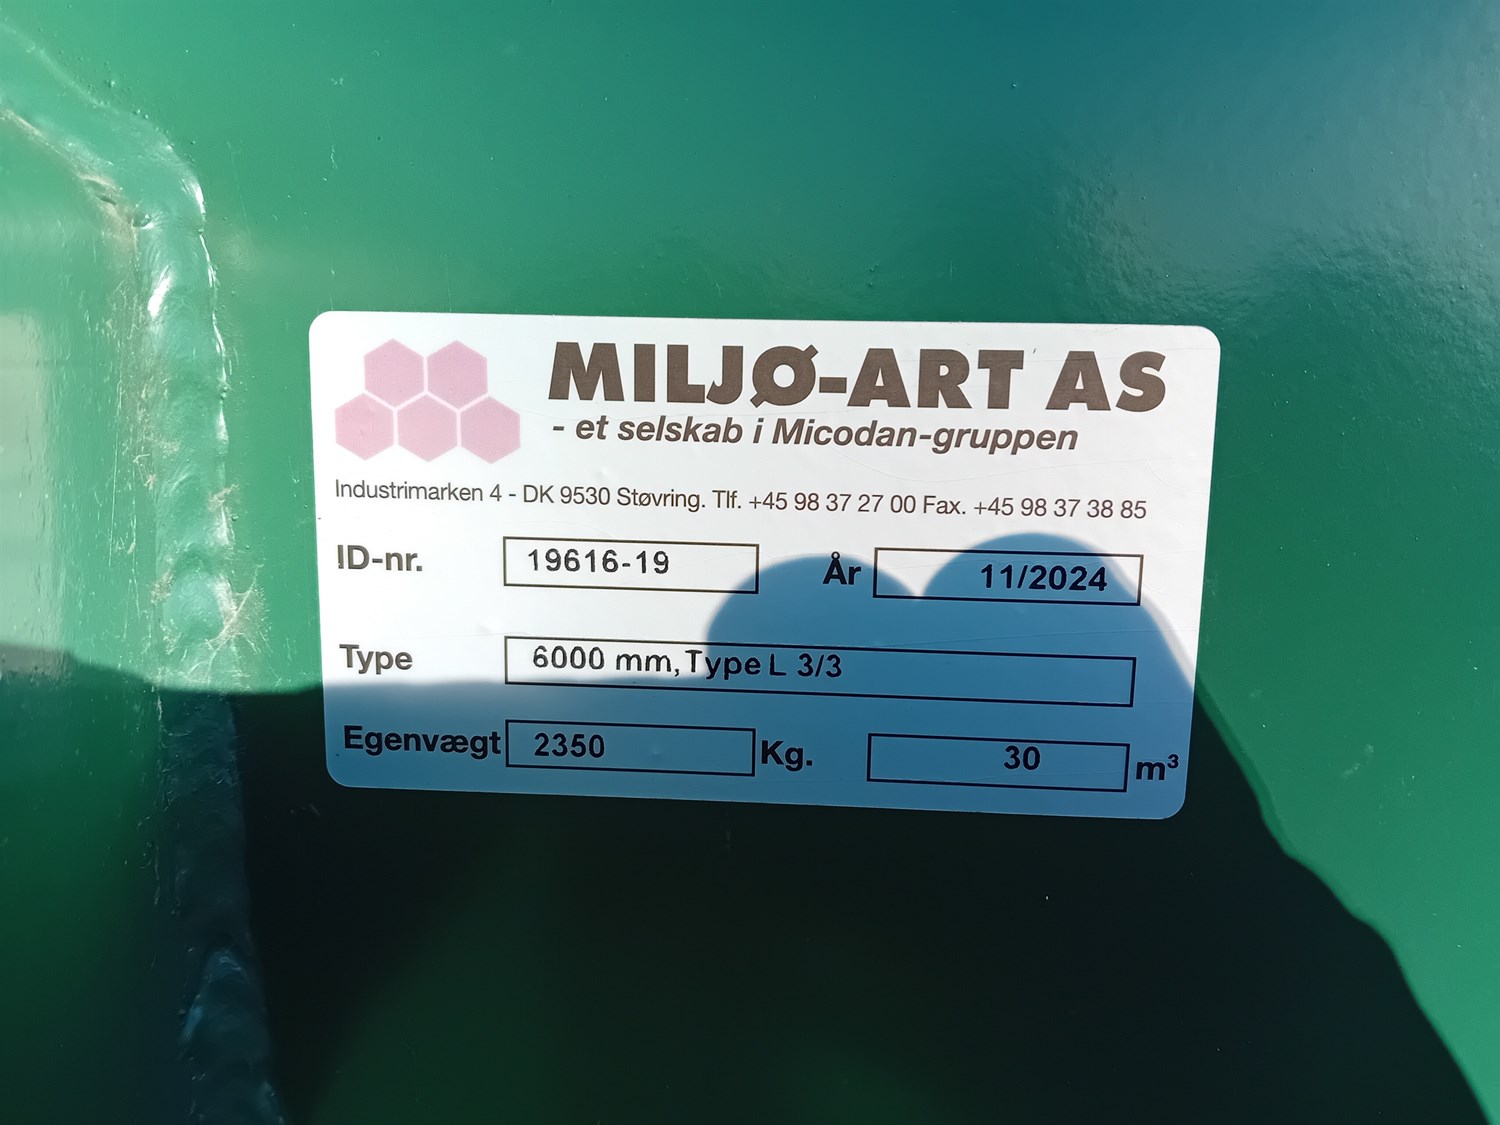 MILJØ-ART AS
- et selskab i Micodan-gruppen
Industrimarken 4 - DK 9530 Støvring. Tlf. +45 98 37 27 00 Fax. +45 98 37 38 85
ID-nr. 19616-19 År 11/2024
Type 6000 mm, Type L 3/3
Egenvægt 2350 Kg. 30 m³